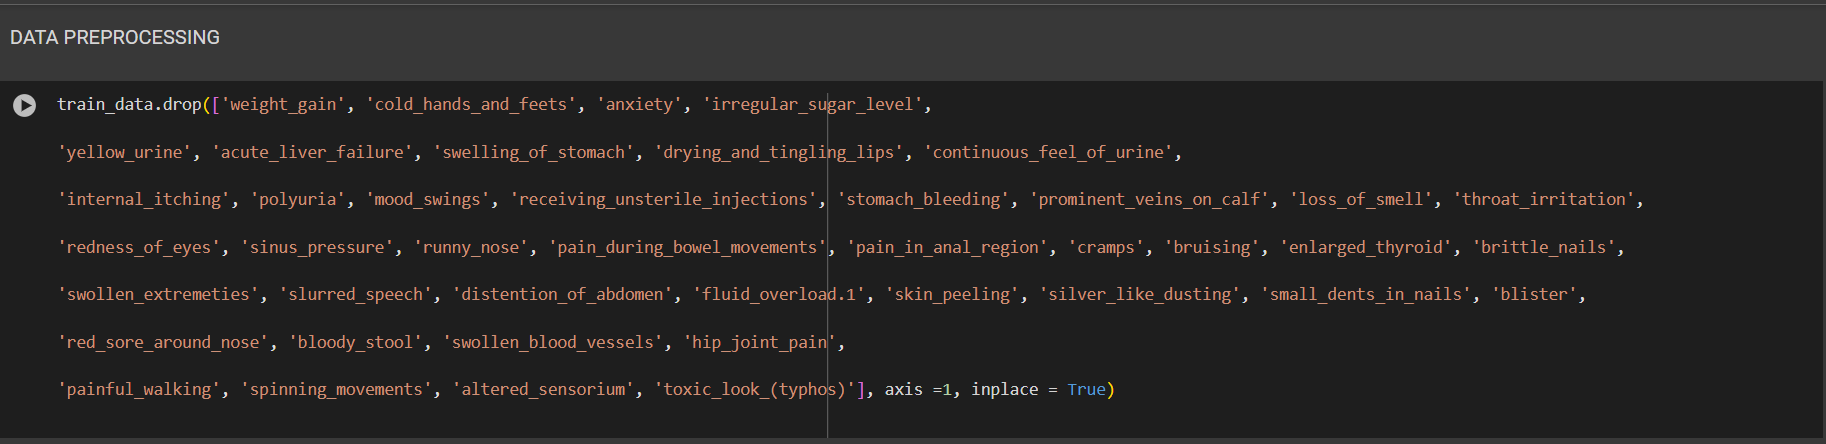 DATA PREPROCESSING
train_data.drop(['weight_gain', 'cold_hands_and_feets', 'anxiety', 'irregular_sugar_level',
'yellow_urine', 'acute_liver_failure', 'swelling_of_stomach', 'drying_and_tingling_lips', 'continuous_feel_of_urine',
'internal_itching', 'polyuria', 'mood_swings', 'receiving_unsterile_injections', 'stomach_bleeding', 'prominent_veins_on_calf', 'loss_of_smell', 'throat_irritation',
'redness_of_eyes', 'sinus_pressure', 'runny_nose', 'pain_during_bowel_movements', 'pain_in_anal_region', 'cramps', 'bruising', 'enlarged_thyroid', 'brittle_nails',
'swollen_extremeties', 'slurred_speech', 'distention_of_abdomen', 'fluid_overload.1', 'skin_peeling', 'silver_like_dusting', 'small_dents_in_nails', 'blister',
'red_sore_around_nose', 'bloody_stool', 'swollen_blood_vessels', 'hip_joint_pain',
'painful_walking', 'spinning_movements', 'altered_sensorium', 'toxic_look_(typhos)'], axis =1, inplace = True)